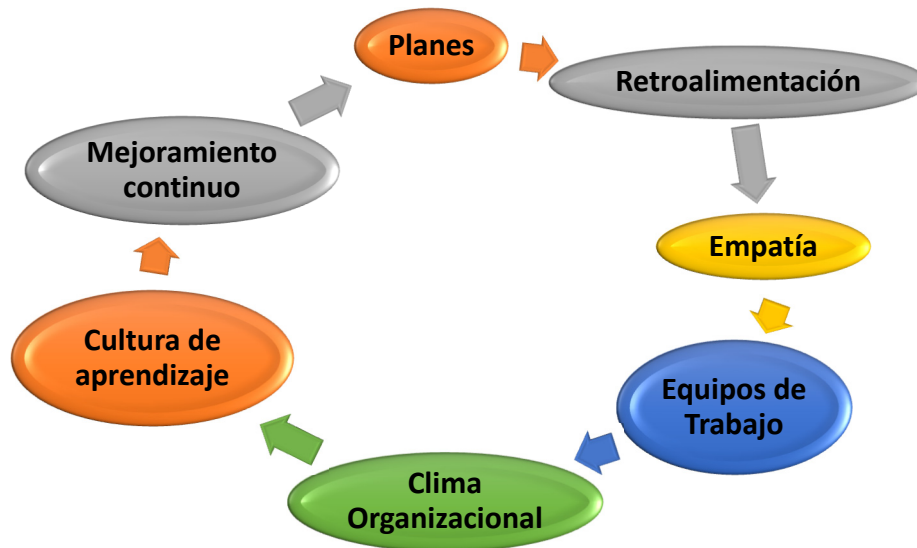 Planes
Retroalimentación
Empatía
Equipos de
Trabajo
Clima
Organizacional
Cultura de
aprendizaje
Mejoramiento
continuo